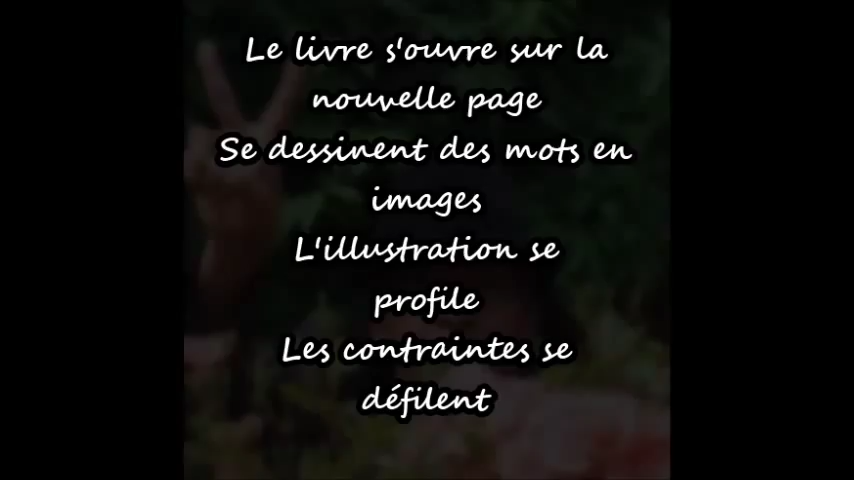 Le livre s'ouvre sur la
nouvelle page
Se dessinent des mots en
images
L'illustration se
profile
Les contraintes se
défilent